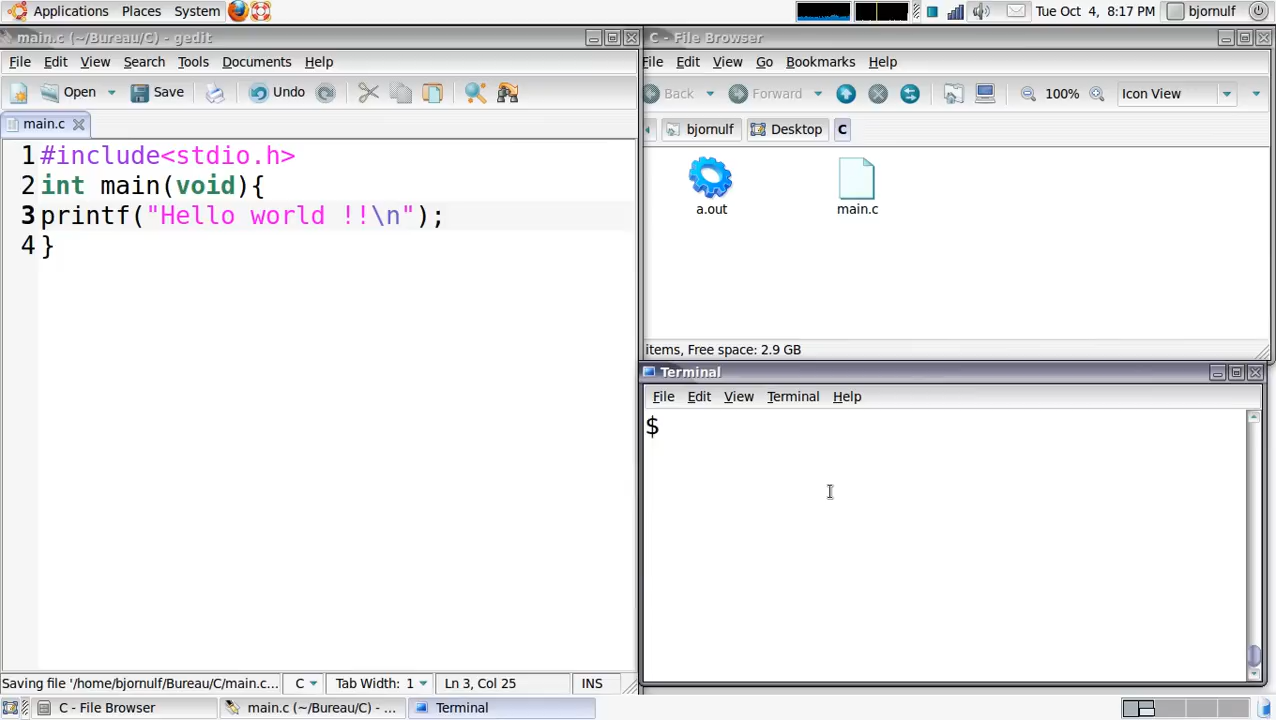 Applications Places System Tue Oct 4, 8:17 PM bjornulf
main.c (~/Bureau/C) - gedit
File Edit View Search Tools Documents Help
Open Save Undo
main.c
1 #include<stdio.h>
2 int main(void){
3 printf("Hello world !!\n");
4 }
Saving file '/home/bjornulf/Bureau/C/main.c... C Tab Width: 1 Ln 3, Col 25 INS
C - File Browser
File Edit View Go Bookmarks Help
Back Forward 100% Icon View
bjornulf Desktop C
a.out main.c
items, Free space: 2.9 GB
Terminal
File Edit View Terminal Help
$
C - File Browser main.c (~/Bureau/C) - ... Terminal